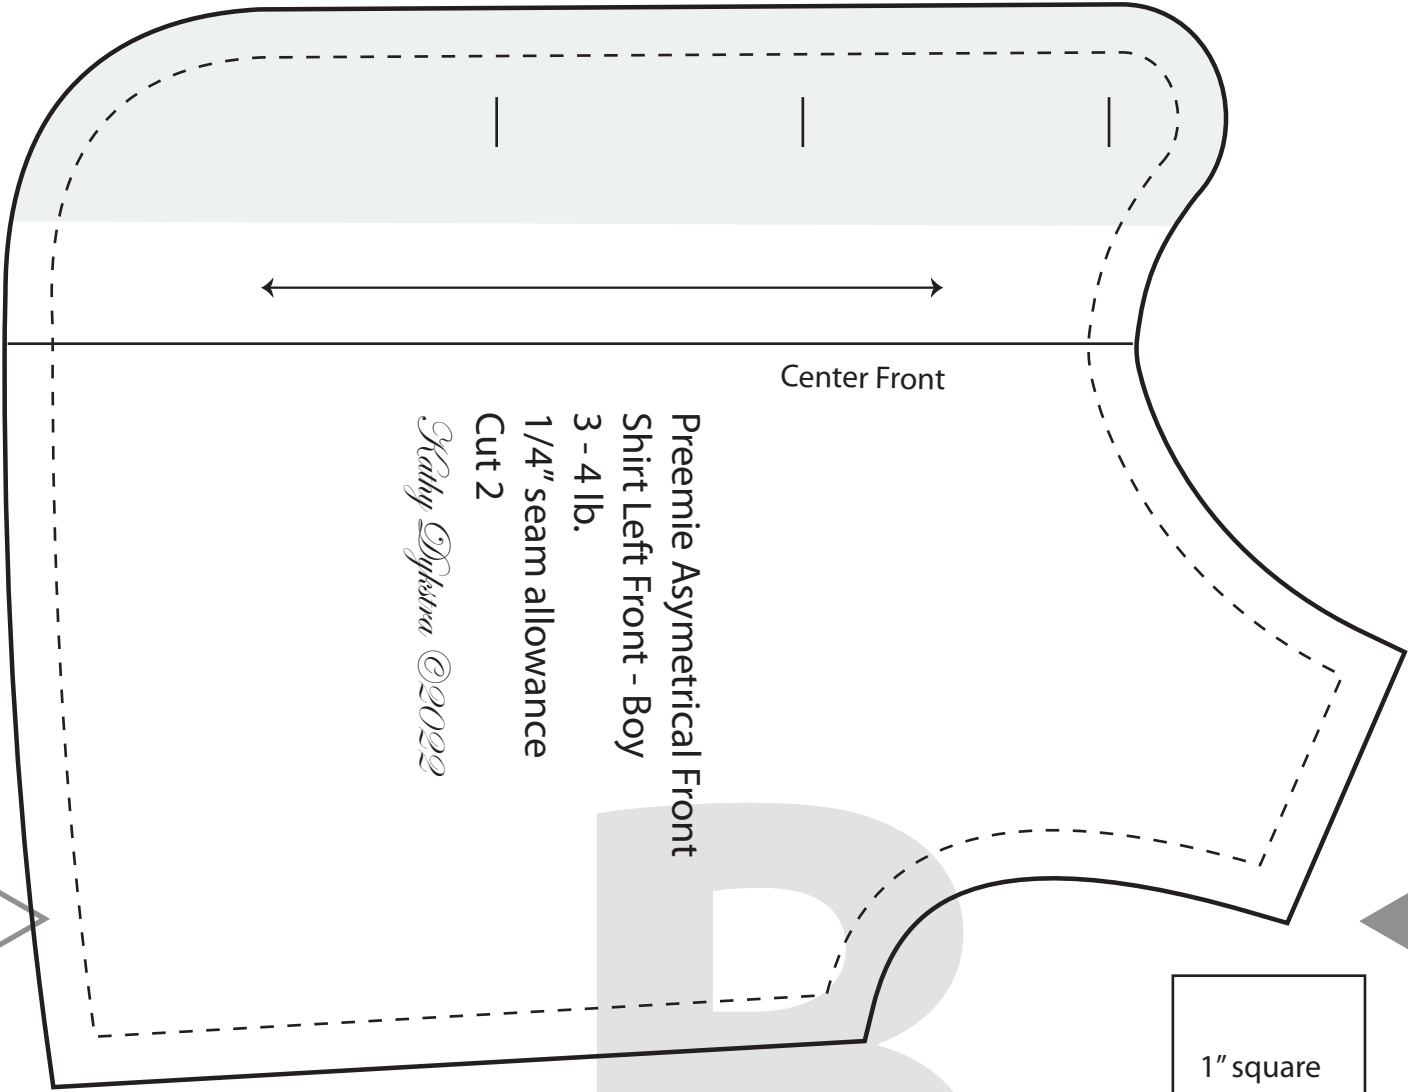 Center Front
Preemie Asymetrical Front
Shirt Left Front - Boy
3 - 4 lb.
1/4" seam allowance
Cut 2
Kathy Dykstra ©2022
B
1" square